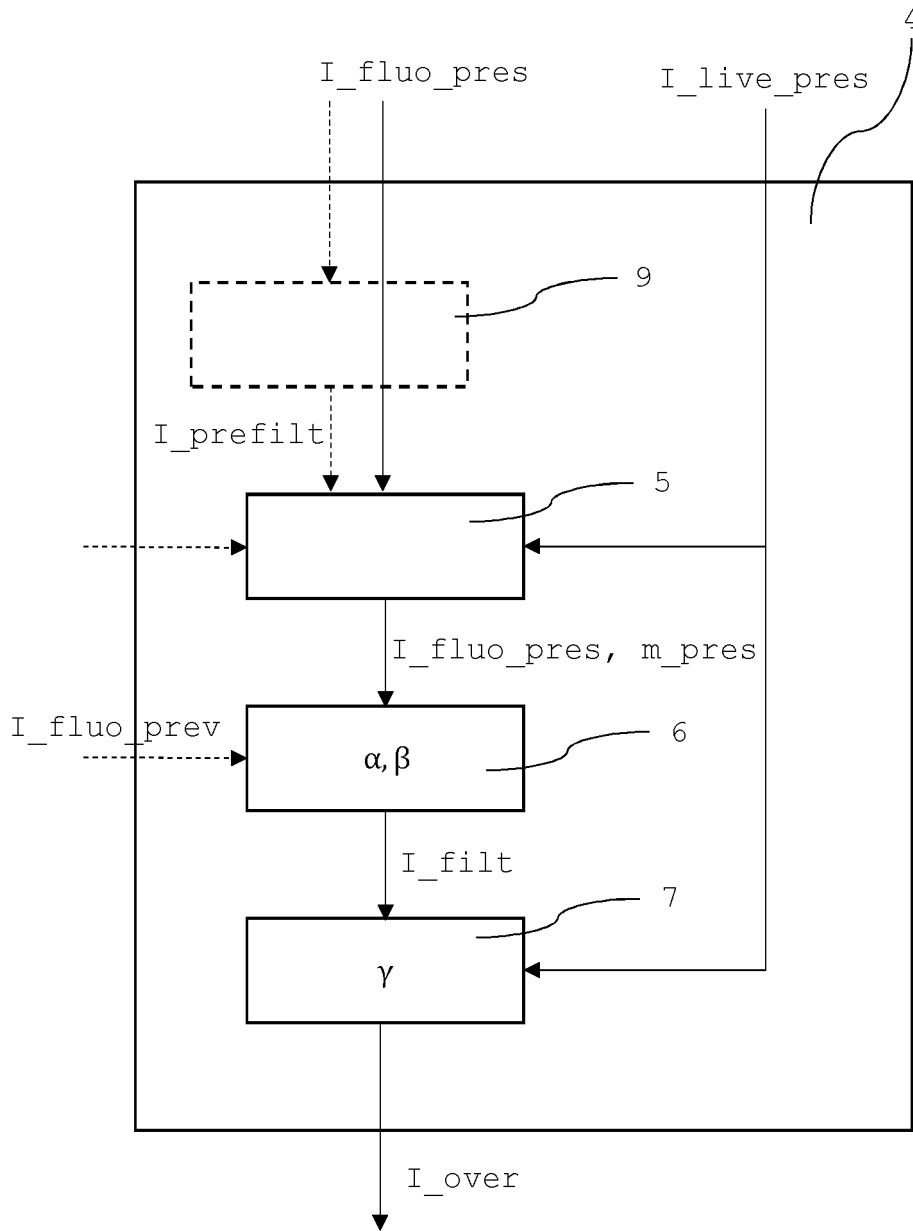 4
I_fluo_pres
I_live_pres
9
I_prefilt
5
I_fluo_pres, m_pres
I_fluo_prev
6
α, β
I_filt
7
γ
I_over